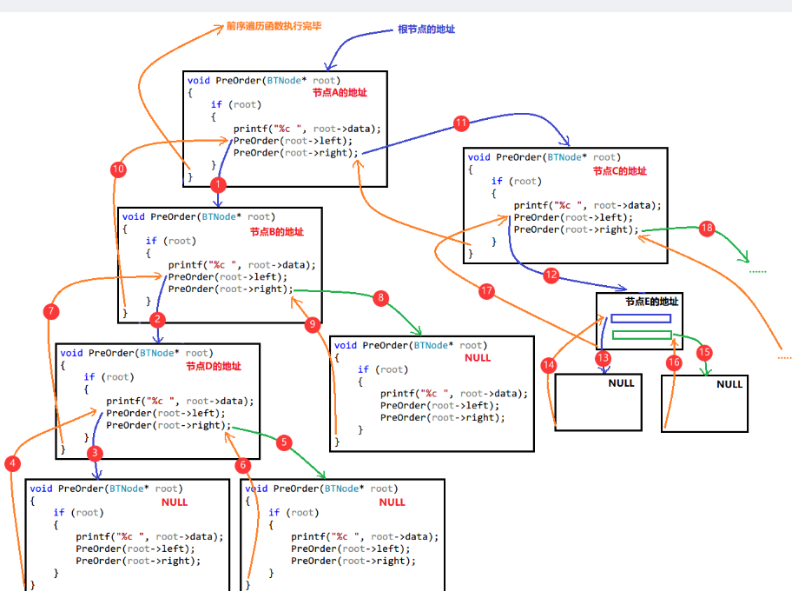 前序遍历函数执行完毕
根节点的地址
void PreOrder(BTNode* root)
节点A的地址
{
if (root)
{
printf("%c ", root->data);
PreOrder(root->left);
PreOrder(root->right);
}
}
10
1
11
void PreOrder(BTNode* root)
节点C的地址
{
if (root)
{
printf("%c ", root->data);
PreOrder(root->left);
PreOrder(root->right);
}
}
18
......
12
17
void PreOrder(BTNode* root)
节点B的地址
{
if (root)
{
printf("%c ", root->data);
PreOrder(root->left);
PreOrder(root->right);
}
}
7
2
8
9
节点E的地址
14
13
16
15
......
NULL
NULL
void PreOrder(BTNode* root)
NULL
{
if (root)
{
printf("%c ", root->data);
PreOrder(root->left);
PreOrder(root->right);
}
}
void PreOrder(BTNode* root)
节点D的地址
{
if (root)
{
printf("%c ", root->data);
PreOrder(root->left);
PreOrder(root->right);
}
}
4
3
5
6
void PreOrder(BTNode* root)
NULL
{
if (root)
{
printf("%c ", root->data);
PreOrder(root->left);
PreOrder(root->right);
}
}
void PreOrder(BTNode* root)
NULL
{
if (root)
{
printf("%c ", root->data);
PreOrder(root->left);
PreOrder(root->right);
}
}